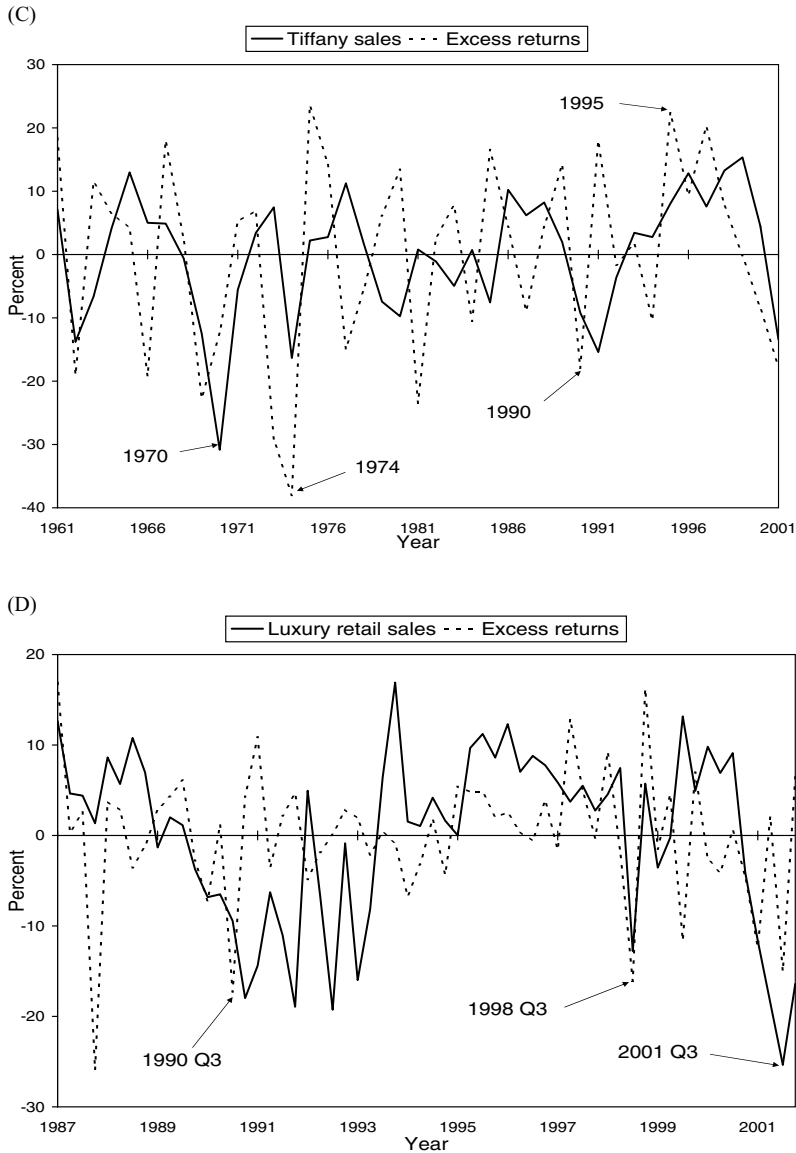 (C)
Tiffany sales Excess returns
30
20
10
0
-10
-20
-30
-40
Percent
1995
1990
1970
1974
1961 1966 1971 1976 1981 1986 1991 1996 2001
Year
(D)
Luxury retail sales Excess returns
20
10
0
-10
-20
-30
Percent
1990 Q3
1998 Q3
2001 Q3
1987 1989 1991 1993 1995 1997 1999 2001
Year